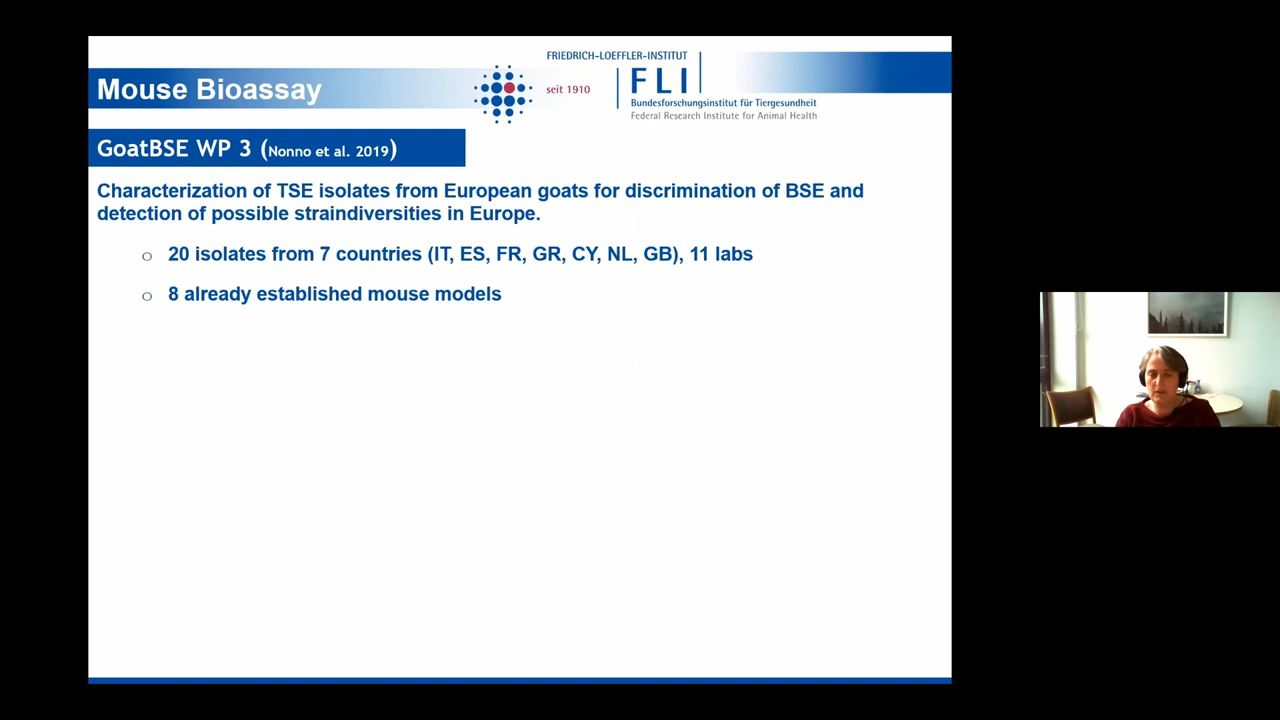 FRIEDRICH-LOEFFLER-INSTITUT
Mouse Bioassay
seit 1910
FLI
Bundesforschungsinstitut für Tiergesundheit
Federal Research Institute for Animal Health
GoatBSE WP 3 (Nonno et al. 2019)
Characterization of TSE isolates from European goats for discrimination of BSE and
detection of possible straindiversities in Europe.
o 20 isolates from 7 countries (IT, ES, FR, GR, CY, NL, GB), 11 labs
o 8 already established mouse models